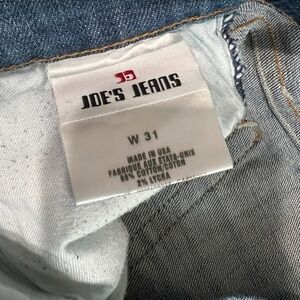 JOE'S JEANS
W 31
MADE IN USA
FABRIQUE AUX ETATS-UNIS
98% COTTON/COTON
2% LYCRA